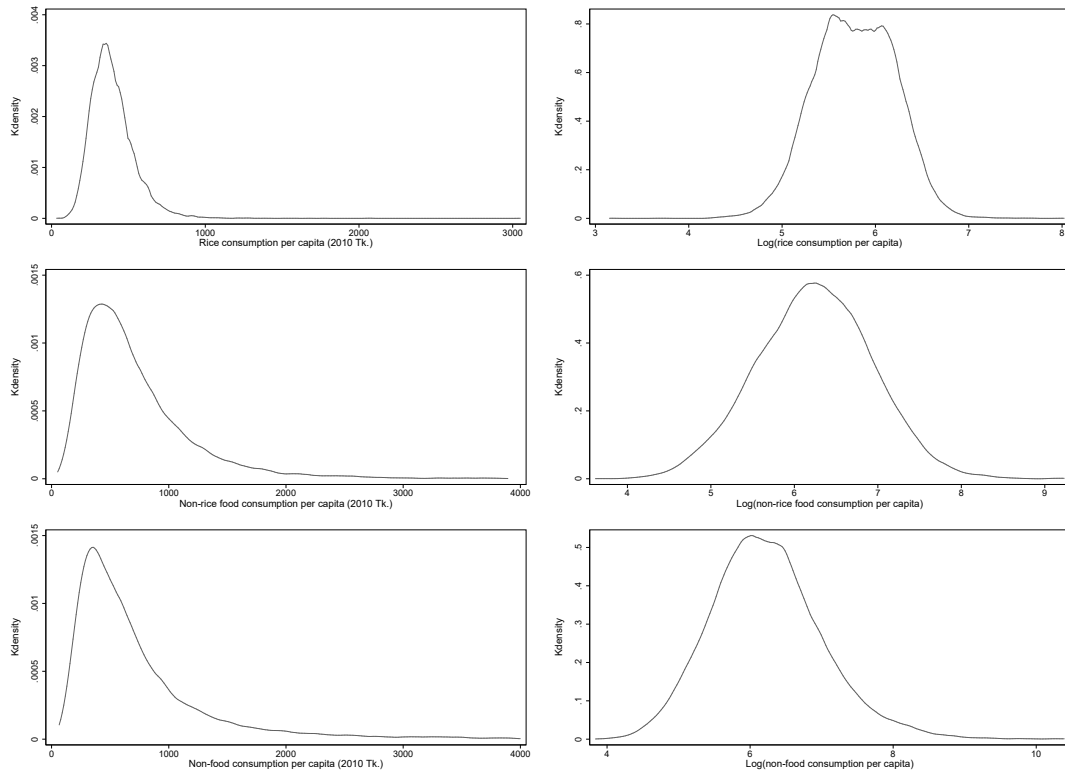 Kdensity
0 .001 .002 .003 .004
0 1000 2000 3000
Rice consumption per capita (2010 Tk.)
Kdensity
0 .2 .4 .6 .8
3 4 5 6 7 8
Log(rice consumption per capita)
Kdensity
0 .0005 .001 .0015
0 1000 2000 3000 4000
Non-rice food consumption per capita (2010 Tk.)
Kdensity
0 .2 .4 .6
4 5 6 7 8 9
Log(non-rice food consumption per capita)
Kdensity
0 .0005 .001 .0015
0 1000 2000 3000 4000
Non-food consumption per capita (2010 Tk.)
Kdensity
0 .1 .2 .3 .4 .5
4 6 8 10
Log(non-food consumption per capita)